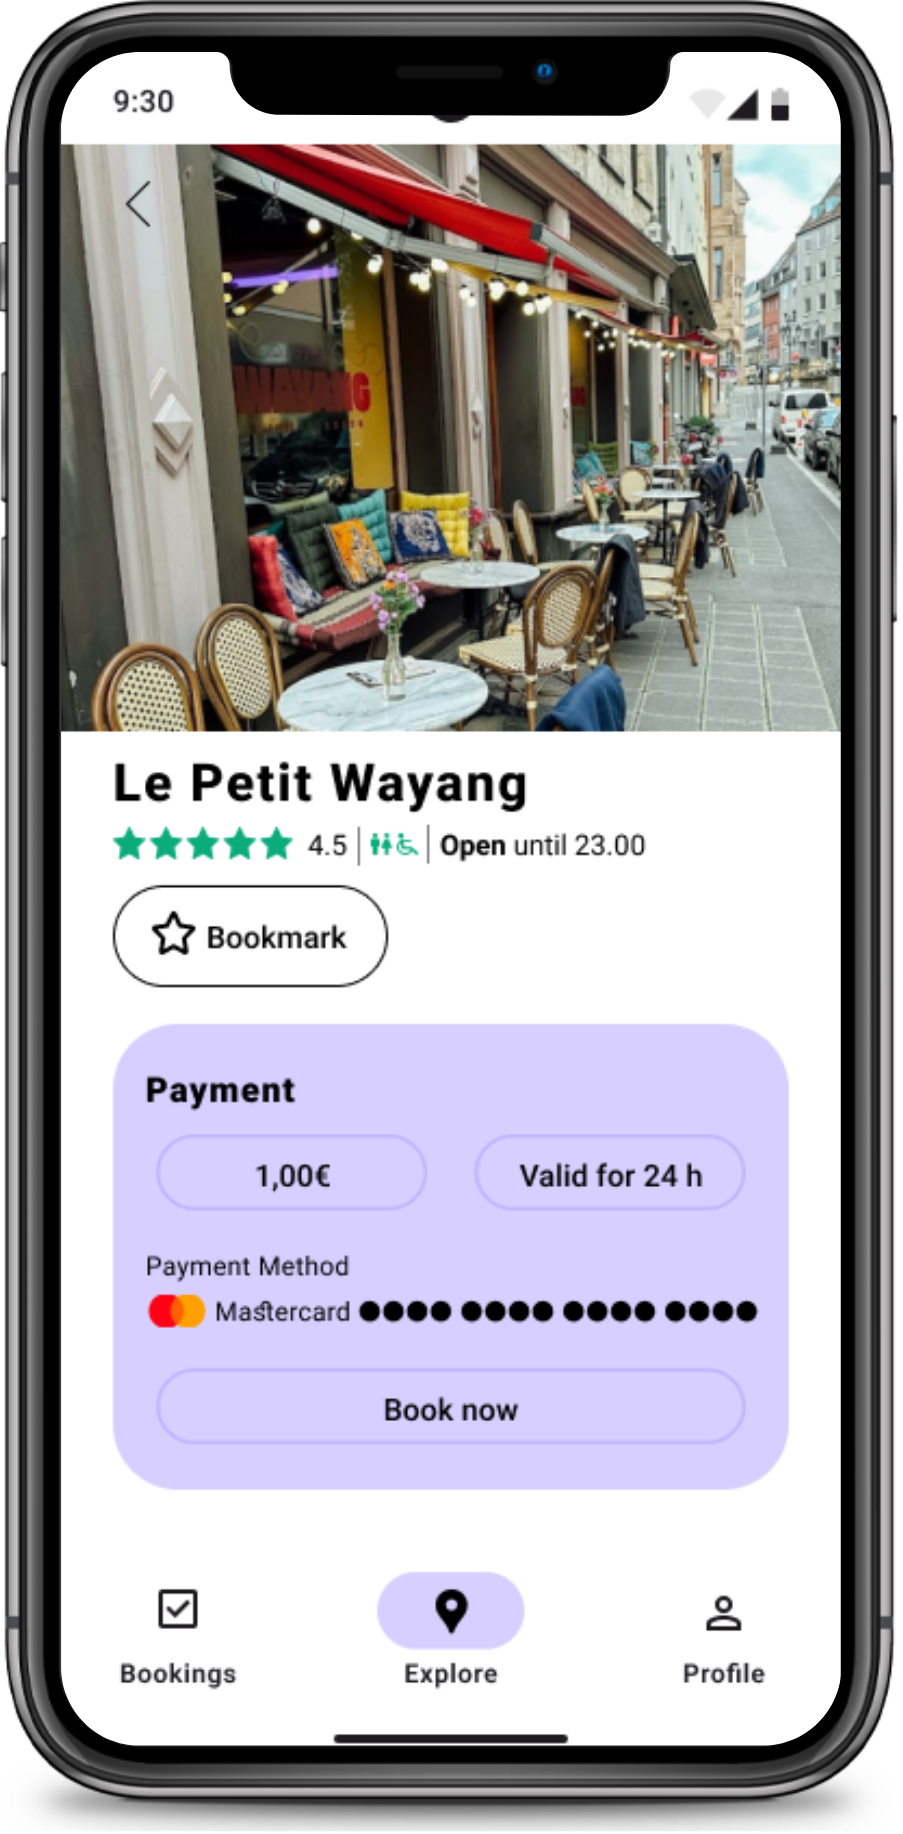 9:30
WAYANG
Le Petit Wayang
4.5 Open until 23.00
Bookmark
Payment
1,00€ Valid for 24 h
Payment Method
Mastercard ●●●● ●●●● ●●●● ●●●●
Book now
Bookings Explore Profile